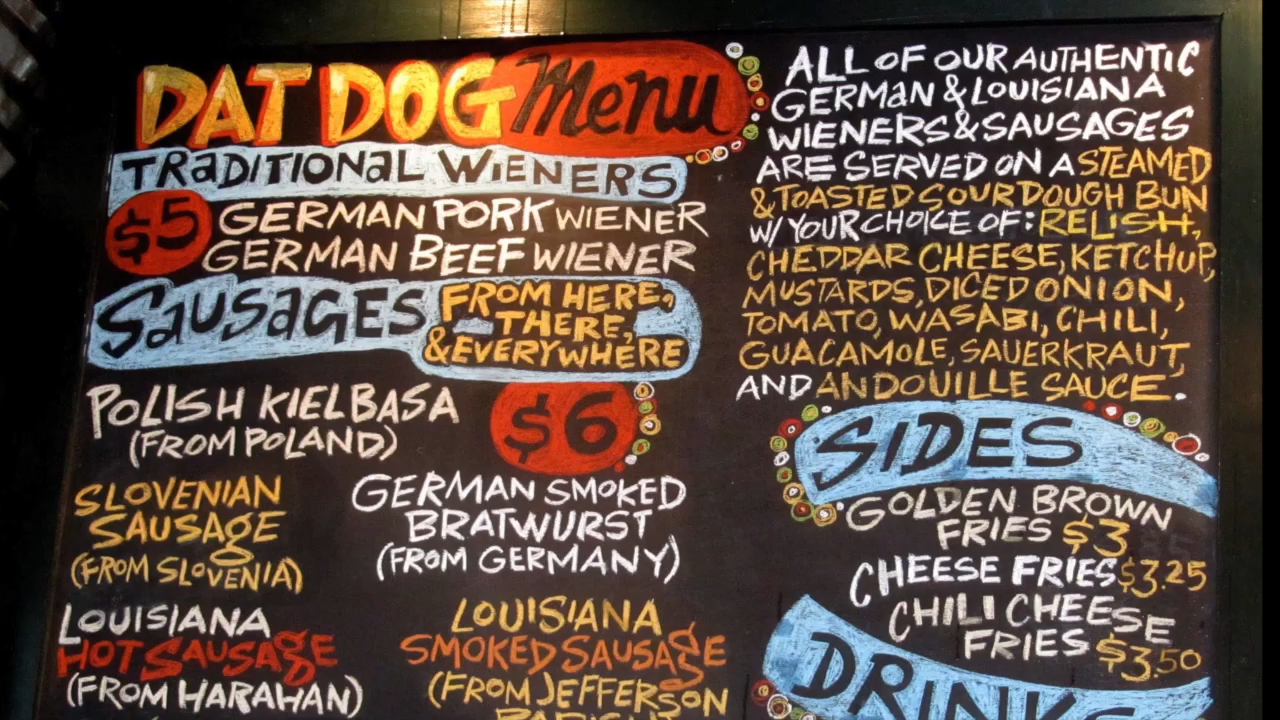 DAT DOG Menu
TRADITIONAL WIENERS
$5 GERMAN PORK WIENER
GERMAN BEEF WIENER
SAUSAGES FROM HERE,
THERE,
& EVERYWHERE
POLISH KIELBASA
(FROM POLAND)
$6
SLOVENIAN
SAUSAGE
(FROM SLOVENIA)
GERMAN SMOKED
BRATWURST
(FROM GERMANY)
LOUISIANA
HOT SAUSAGE
(FROM HARAHAN)
LOUISIANA
SMOKED SAUSAGE
(FROM JEFFERSON
PARISH
ALL OF OUR AUTHENTIC
GERMAN & LOUISIANA
WIENERS & SAUSAGES
ARE SERVED ON A STEAMED
& TOASTED SOURDOUGH BUN
W/ YOUR CHOICE OF: RELISH,
CHEDDAR CHEESE, KETCHUP,
MUSTARDS, DICED ONION,
TOMATO, WASABI, CHILI,
GUACAMOLE, SAUERKRAUT,
AND ANDOUILLE SAUCE.
SIDES
GOLDEN BROWN
FRIES $3
CHEESE FRIES $3.25
CHILI CHEESE
FRIES $3.50
DRINKS